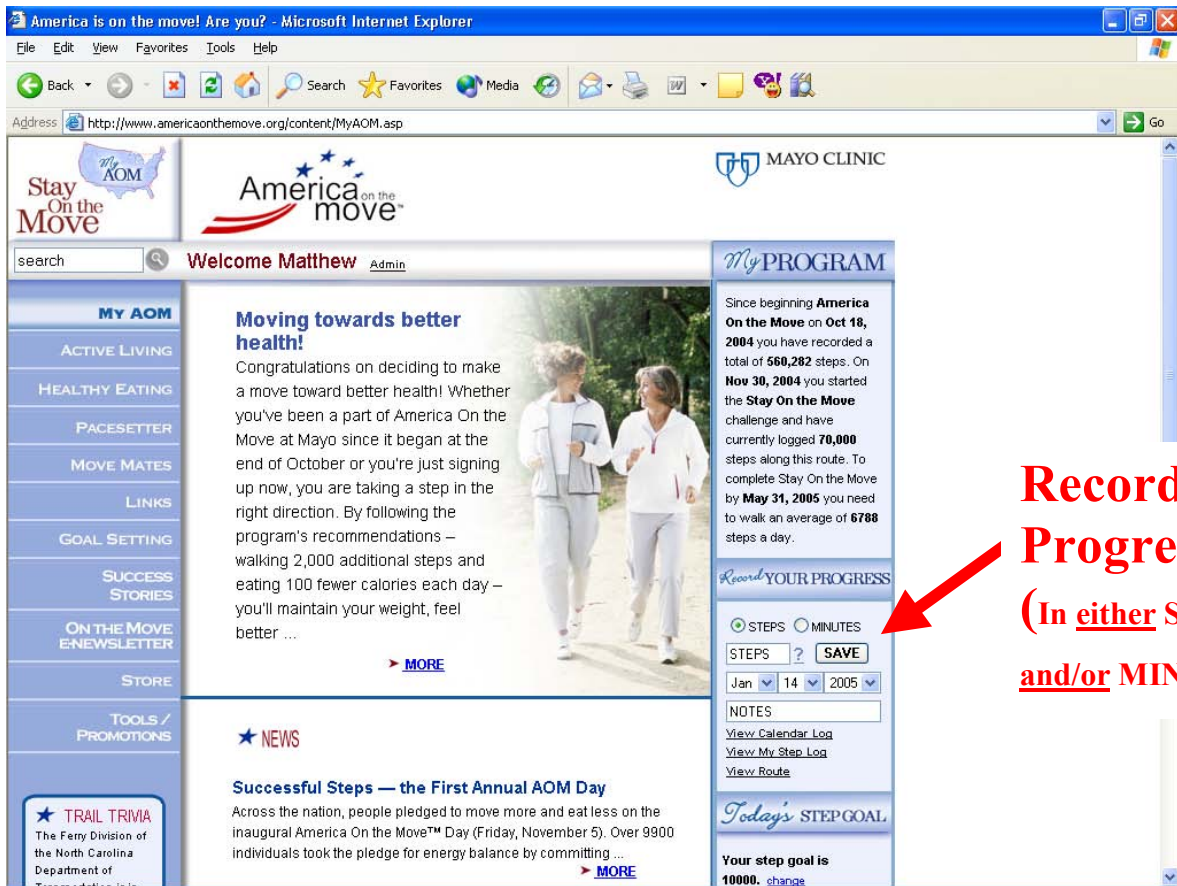 America is on the move! Are you? - Microsoft Internet Explorer
File Edit View Favorites Tools Help
Back Search Favorites Media
Address http://www.americaonthemove.org/content/MyAOM.asp Go
My AOM
Stay
On the
Move
America on the
move™
MAYO CLINIC
search
Welcome Matthew Admin
My PROGRAM
MY AOM
ACTIVE LIVING
HEALTHY EATING
PACESETTER
MOVE MATES
LINKS
GOAL SETTING
SUCCESS
STORIES
ON THE MOVE
E-NEWSLETTER
STORE
TOOLS /
PROMOTIONS
★ TRAIL TRIVIA
The Ferry Division of
the North Carolina
Department of
Moving towards better
health!
Congratulations on deciding to make
a move toward better health! Whether
you've been a part of America On the
Move at Mayo since it began at the
end of October or you're just signing
up now, you are taking a step in the
right direction. By following the
program's recommendations –
walking 2,000 additional steps and
eating 100 fewer calories each day –
you'll maintain your weight, feel
better ...
➤ MORE
★ NEWS
Successful Steps — the First Annual AOM Day
Across the nation, people pledged to move more and eat less on the
inaugural America On the Move™ Day (Friday, November 5). Over 9900
individuals took the pledge for energy balance by committing ...
➤ MORE
Since beginning America
On the Move on Oct 18,
2004 you have recorded a
total of 560,282 steps. On
Nov 30, 2004 you started
the Stay On the Move
challenge and have
currently logged 70,000
steps along this route. To
complete Stay On the Move
by May 31, 2005 you need
to walk an average of 6788
steps a day.
Record YOUR PROGRESS
STEPS MINUTES
STEPS ? SAVE
Jan 14 2005
NOTES
View Calendar Log
View My Step Log
View Route
Today's STEP GOAL
Your step goal is
10000. change
Record
Progre
(In either S
and/or MIN